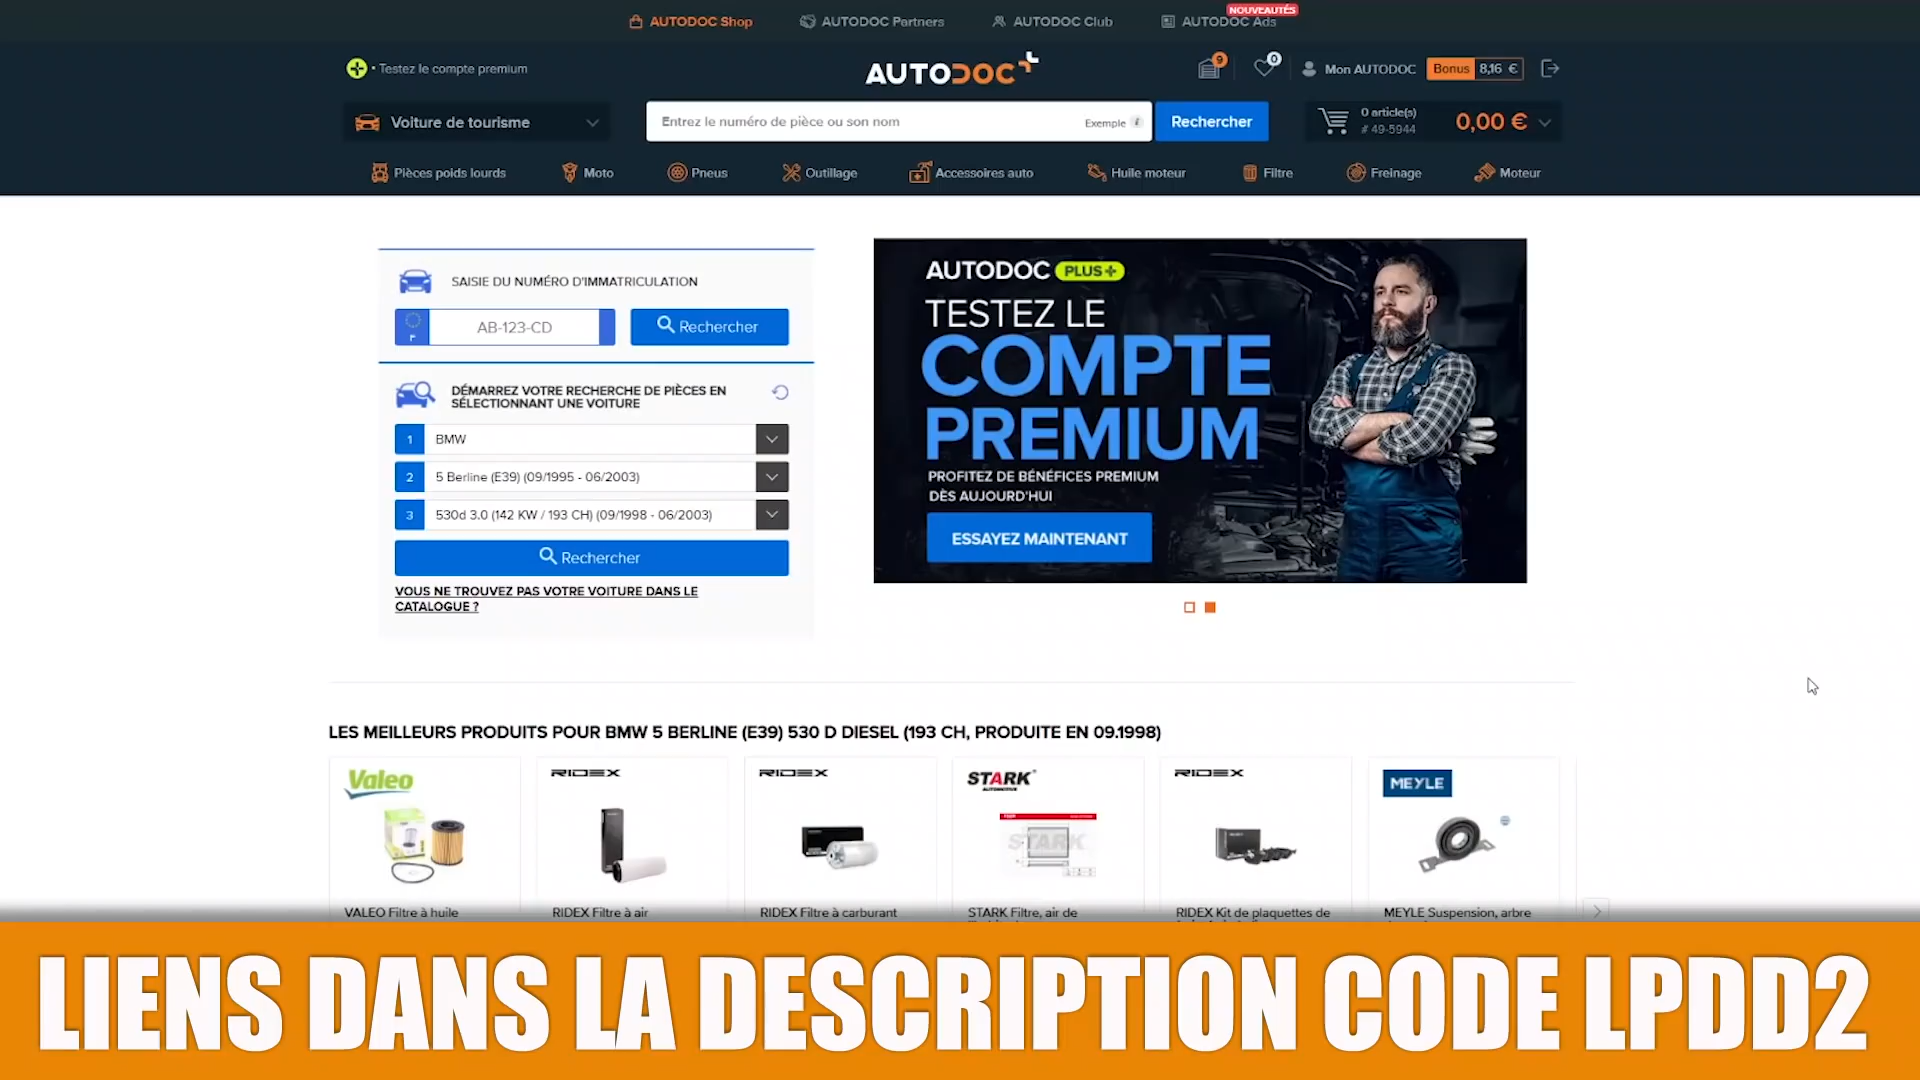 AUTODOC Shop
AUTODOC Partners
AUTODOC Club
AUTODOC Ads
NOUVEAUTÉS
Testez le compte premium
AUTODOC
9
0
Mon AUTODOC
Bonus 8,16 €
Voiture de tourisme
Entrez le numéro de pièce ou son nom
Exemple i
Rechercher
0 article(s)
# 49-5944
0,00 €
Pièces poids lourds
Moto
Pneus
Outillage
Accessoires auto
Huile moteur
Filtre
Freinage
Moteur
SAISIE DU NUMÉRO D'IMMATRICULATION
AB-123-CD
Rechercher
DÉMARREZ VOTRE RECHERCHE DE PIÈCES EN
SÉLECTIONNANT UNE VOITURE
1 BMW
2 5 Berline (E39) (09/1995 - 06/2003)
3 530d 3.0 (142 KW / 193 CH) (09/1998 - 06/2003)
Rechercher
VOUS NE TROUVEZ PAS VOTRE VOITURE DANS LE
CATALOGUE ?
AUTODOC PLUS+
TESTEZ LE
COMPTE
PREMIUM
PROFITEZ DE BÉNÉFICES PREMIUM
DÈS AUJOURD'HUI
ESSAYEZ MAINTENANT
LES MEILLEURS PRODUITS POUR BMW 5 BERLINE (E39) 530 D DIESEL (193 CH, PRODUITE EN 09.1998)
Valeo
RIDEX
RIDEX
STARK
AUTOMOTIVE
RIDEX
MEYLE
STARK
VALEO Filtre à huile
RIDEX Filtre à air
RIDEX Filtre à carburant
STARK Filtre, air de
RIDEX Kit de plaquettes de
MEYLE Suspension, arbre
LIENS DANS LA DESCRIPTION CODE LPDD2